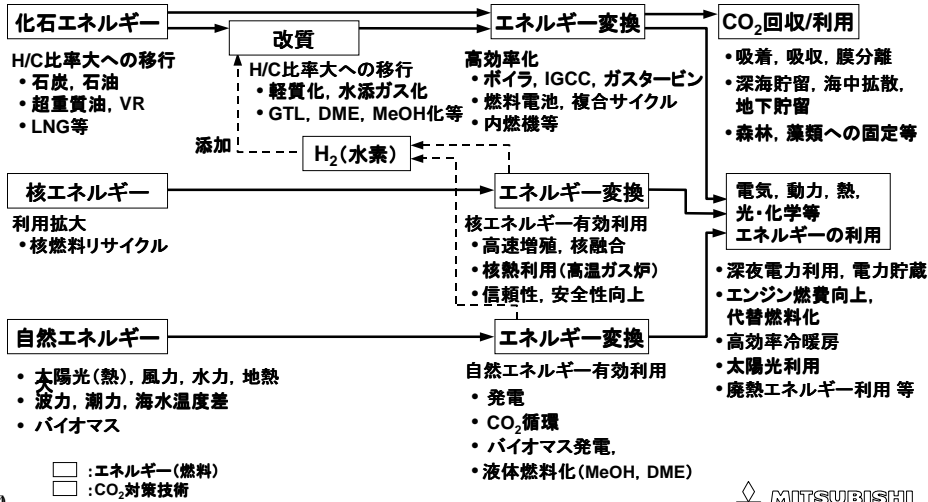 化石エネルギー
H/C比率大への移行
• 石炭, 石油
• 超重質油, VR
• LNG等
改質
H/C比率大への移行
• 軽質化, 水添ガス化
• GTL, DME, MeOH化等
添加
H₂(水素)
エネルギー変換
高効率化
• ボイラ, IGCC, ガスタービン
• 燃料電池, 複合サイクル
• 内燃機等
CO₂回収/利用
• 吸着, 吸収, 膜分離
• 深海貯留, 海中拡散,
地下貯留
• 森林, 藻類への固定等
核エネルギー
利用拡大
• 核燃料リサイクル
エネルギー変換
核エネルギー有効利用
• 高速増殖, 核融合
• 核熱利用(高温ガス炉)
• 信頼性, 安全性向上
電気, 動力, 熱,
光・化学等
エネルギーの利用
• 深夜電力利用, 電力貯蔵
• エンジン燃費向上,
代替燃料化
• 高効率冷暖房
• 太陽光利用
• 廃熱エネルギー利用 等
自然エネルギー
• 太陽光(熱), 風力, 水力, 地熱
• 波力, 潮力, 海水温度差
• バイオマス
エネルギー変換
自然エネルギー有効利用
• 発電
• CO₂循環
• バイオマス発電,
• 液体燃料化(MeOH, DME)
:エネルギー(燃料)
:CO₂対策技術
MITSUBISHI